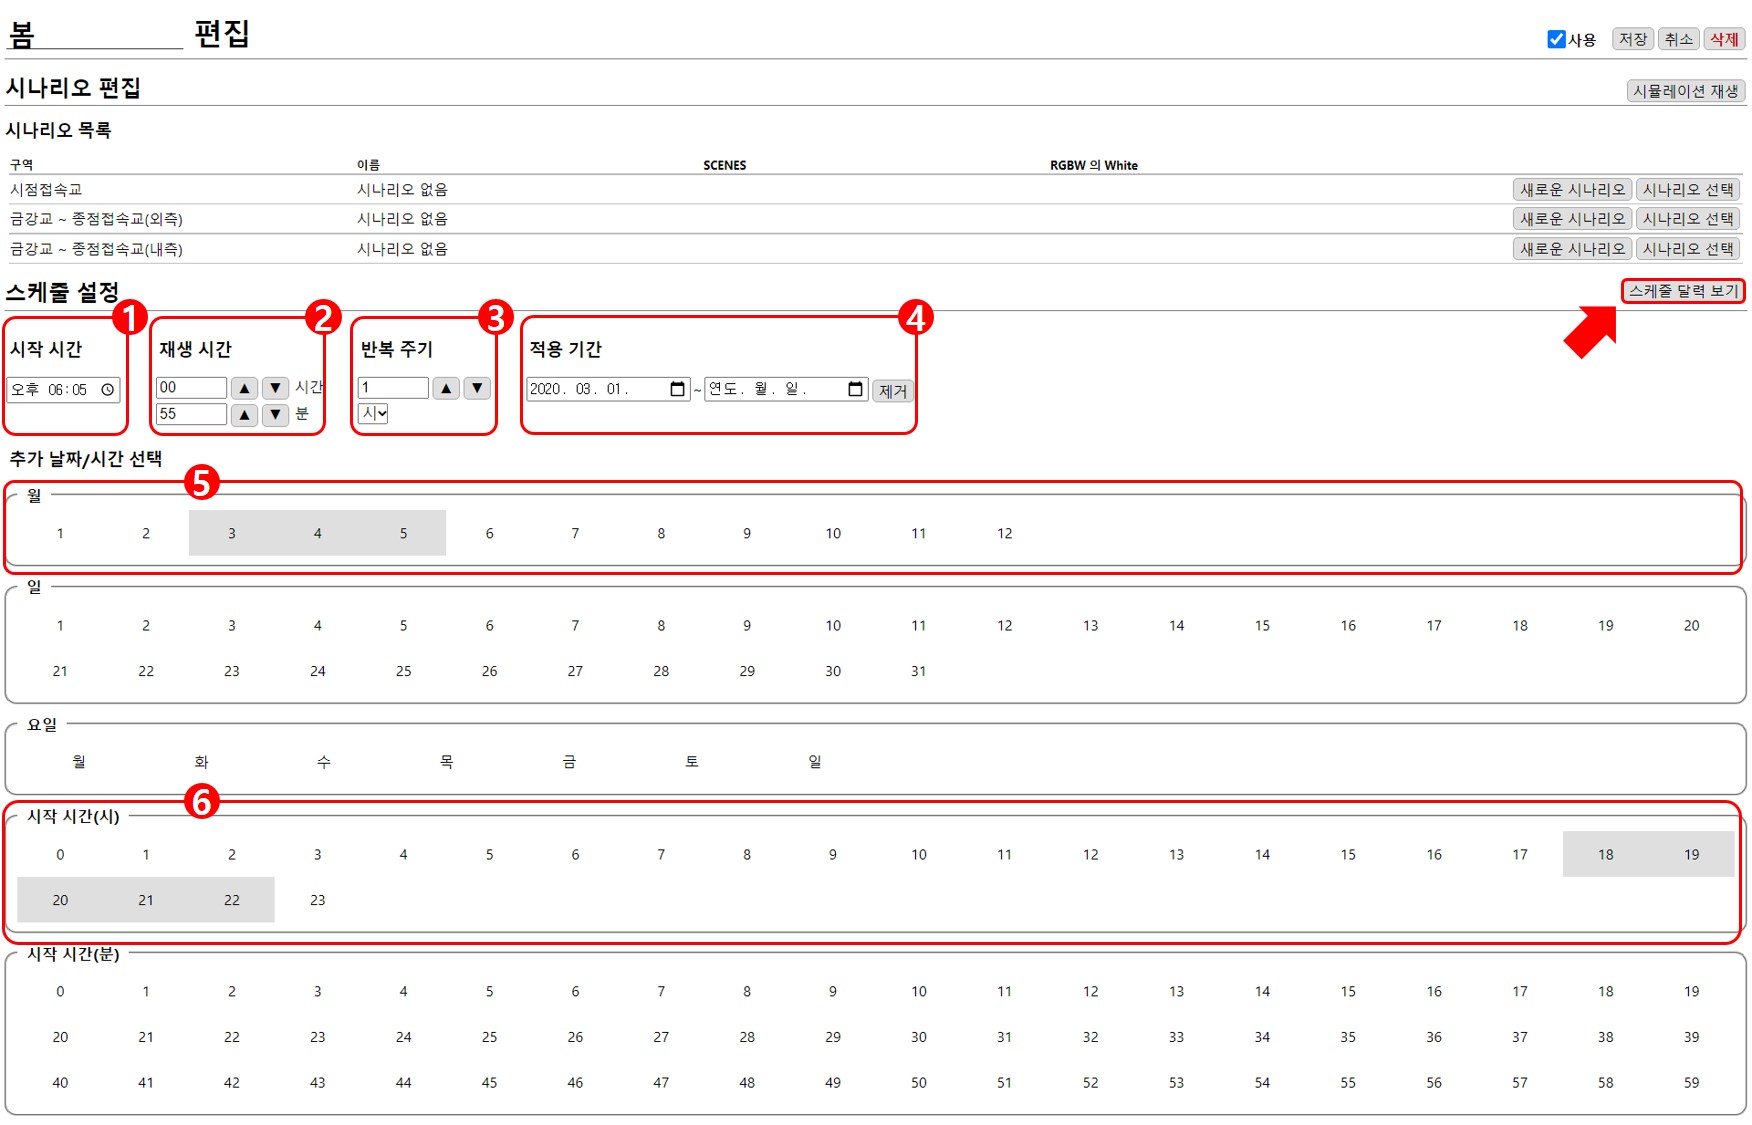 봄 편집
사용 저장 취소 삭제
시나리오 편집 시뮬레이션 재생
시나리오 목록
구역 이름 SCENES RGBW 의 White
시점접속교 시나리오 없음 새로운 시나리오 시나리오 선택
금강교 ~ 종점접속교(외측) 시나리오 없음 새로운 시나리오 시나리오 선택
금강교 ~ 종점접속교(내측) 시나리오 없음 새로운 시나리오 시나리오 선택
스케줄 설정 스케줄 달력 보기
1 2 3 4
시작 시간 재생 시간 반복 주기 적용 기간
오후 06:05 00 ▲ ▼ 시간 1 ▲ ▼ 2020. 03. 01. ~ 연도. 월. 일. 제거
55 ▲ ▼ 분 시
추가 날짜/시간 선택
5
월
1 2 3 4 5 6 7 8 9 10 11 12
일
1 2 3 4 5 6 7 8 9 10 11 12 13 14 15 16 17 18 19 20
21 22 23 24 25 26 27 28 29 30 31
요일
월 화 수 목 금 토 일
6
시작 시간(시)
0 1 2 3 4 5 6 7 8 9 10 11 12 13 14 15 16 17 18 19
20 21 22 23
시작 시간(분)
0 1 2 3 4 5 6 7 8 9 10 11 12 13 14 15 16 17 18 19
20 21 22 23 24 25 26 27 28 29 30 31 32 33 34 35 36 37 38 39
40 41 42 43 44 45 46 47 48 49 50 51 52 53 54 55 56 57 58 59